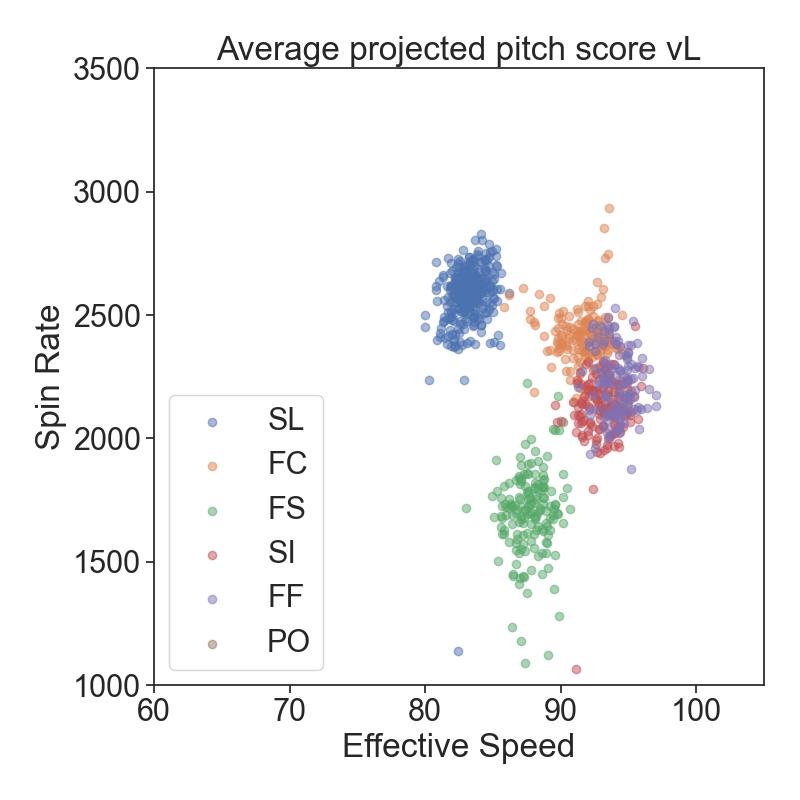 Average projected pitch score vL
3500
3000
2500
2000
1500
1000
Spin Rate
SL
FC
FS
SI
FF
PO
60
70
80
90
100
Effective Speed